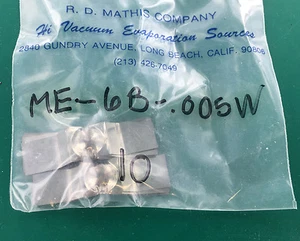 R. D. MATHIS COMPANY
Hi Vacuum Evaporation Sources
2840 GUNDRY AVENUE, LONG BEACH, CALIF. 90806
(213) 426-7049
ME-6B-.005W
10